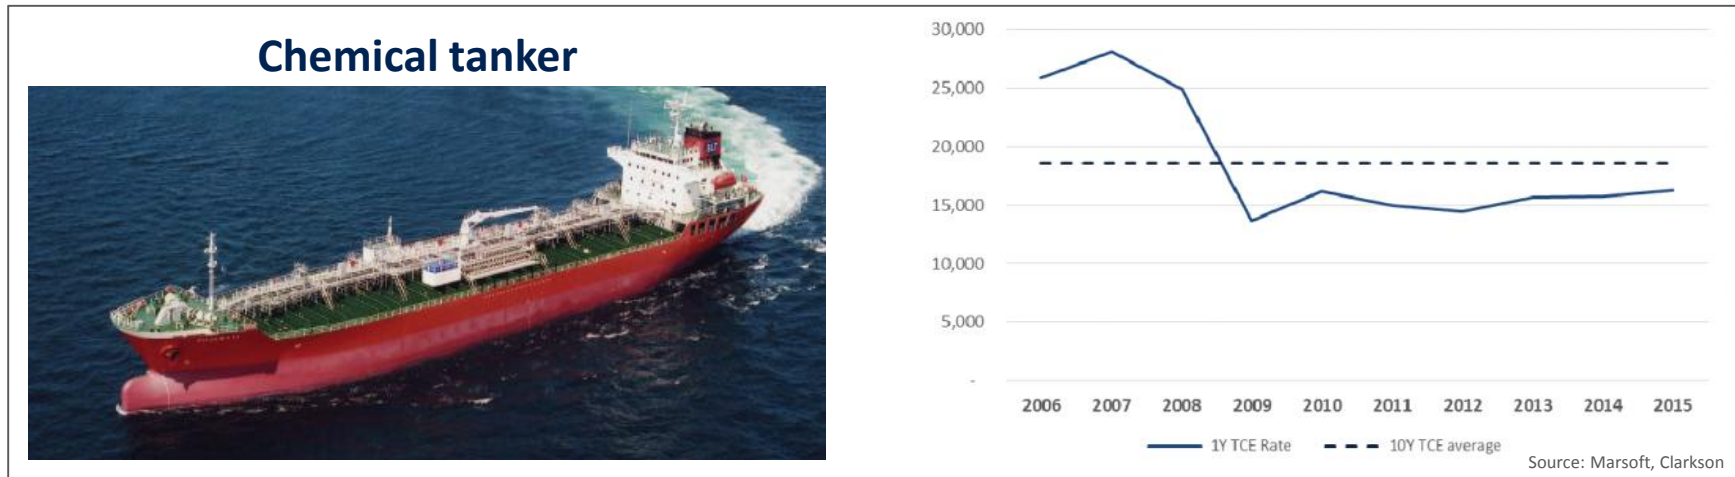 Chemical tanker
30,000
25,000
20,000
15,000
10,000
5,000
-
2006 2007 2008 2009 2010 2011 2012 2013 2014 2015
1Y TCE Rate 10Y TCE average
Source: Marsoft, Clarkson